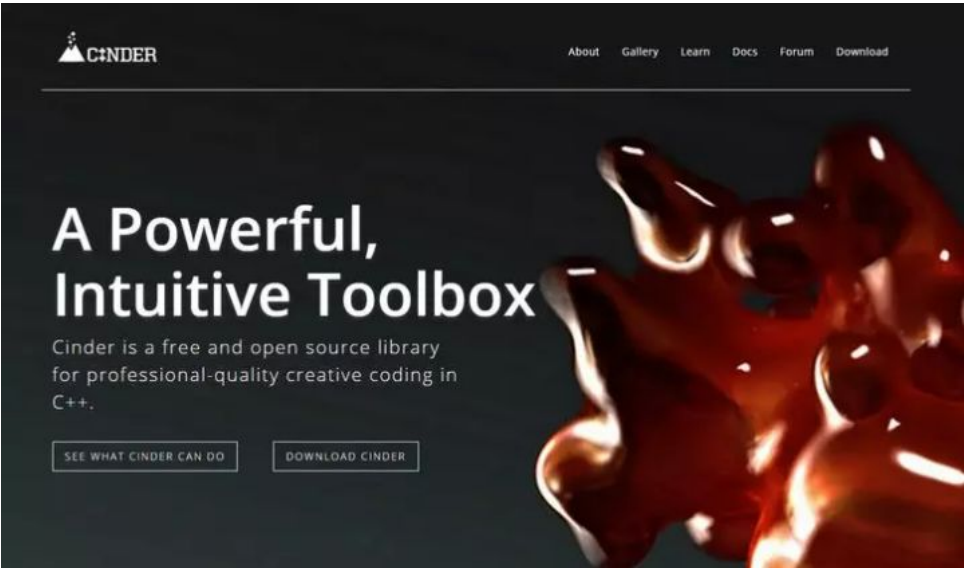 CINDER
About Gallery Learn Docs Forum Download
A Powerful,
Intuitive Toolbox
Cinder is a free and open source library
for professional-quality creative coding in
C++.
SEE WHAT CINDER CAN DO DOWNLOAD CINDER